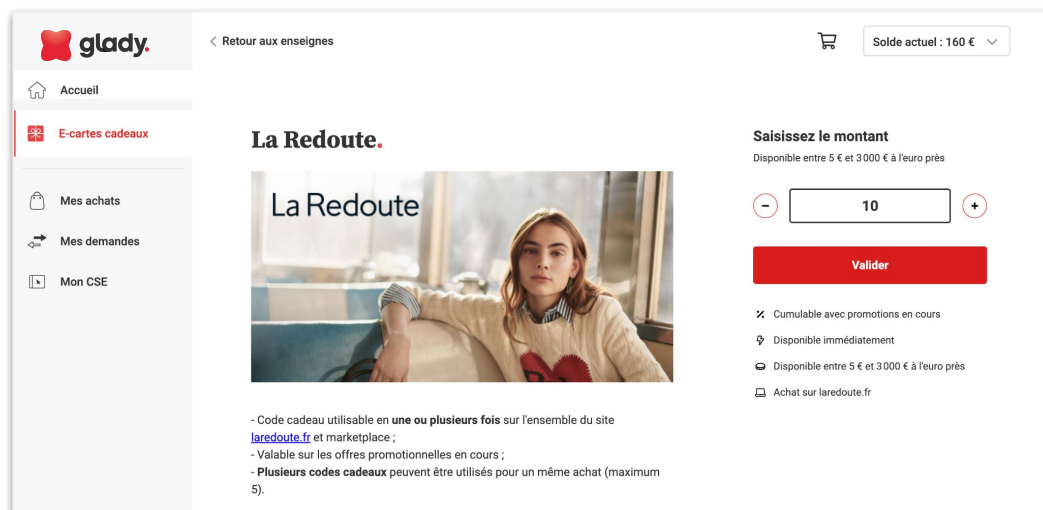 glady.
Retour aux enseignes
Solde actuel : 160 €
Accueil
E-cartes cadeaux
Mes achats
Mes demandes
Mon CSE
La Redoute.
La Redoute
- Code cadeau utilisable en une ou plusieurs fois sur l'ensemble du site
laredoute.fr et marketplace ;
- Valable sur les offres promotionnelles en cours ;
- Plusieurs codes cadeaux peuvent être utilisés pour un même achat (maximum
5).
Saisissez le montant
Disponible entre 5 € et 3 000 € à l'euro près
- 10 +
Valider
Cumulable avec promotions en cours
Disponible immédiatement
Disponible entre 5 € et 3 000 € à l'euro près
Achat sur laredoute.fr